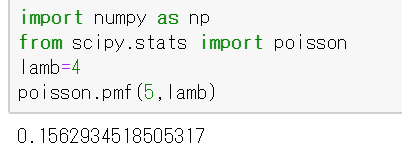 import numpy as np
from scipy.stats import poisson
lamb=4
poisson.pmf(5,lamb)
0.1562934518505317